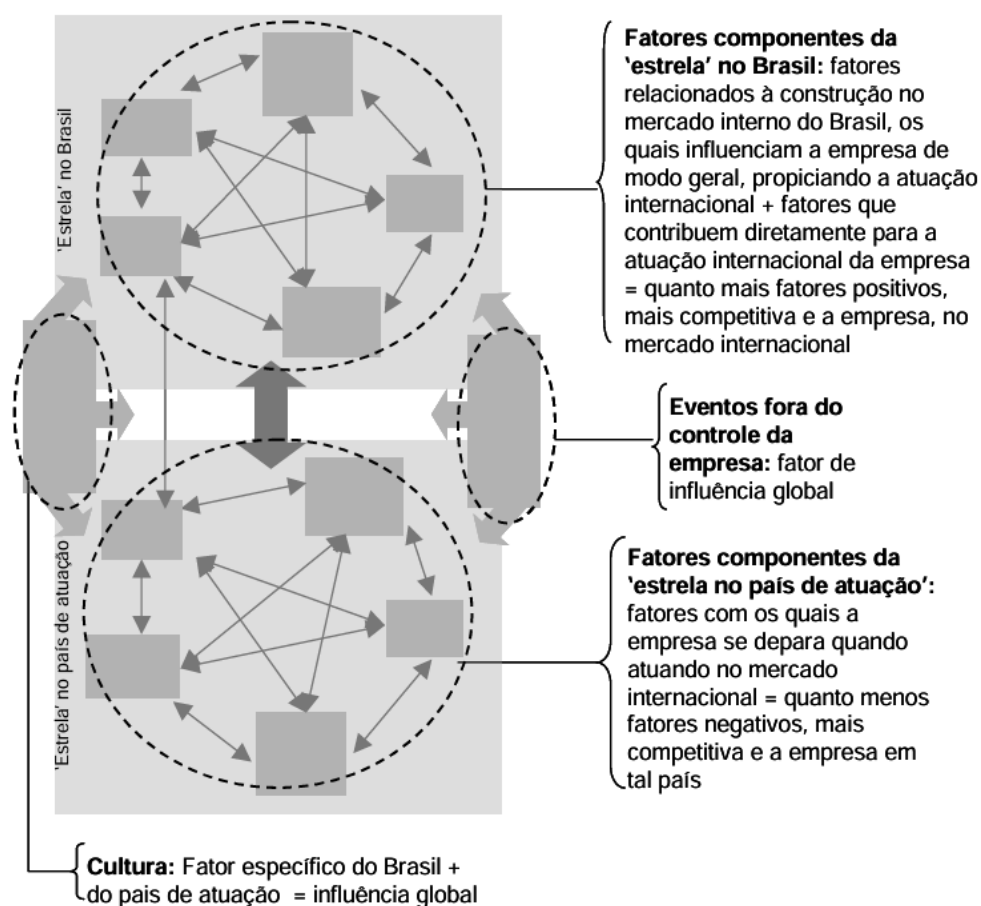 'Estrela' no Brasil
Fatores componentes da
'estrela' no Brasil: fatores
relacionados à construção no
mercado interno do Brasil, os
quais influenciam a empresa de
modo geral, propiciando a atuação
internacional + fatores que
contribuem diretamente para a
atuação internacional da empresa
= quanto mais fatores positivos,
mais competitiva e a empresa, no
mercado internacional
Eventos fora do
controle da
empresa: fator de
influência global
'Estrela' no país de atuação
Fatores componentes da
'estrela no país de atuação':
fatores com os quais a
empresa se depara quando
atuando no mercado
internacional = quanto menos
fatores negativos, mais
competitiva e a empresa em
tal país
Cultura: Fator específico do Brasil +
do pais de atuação = influência global